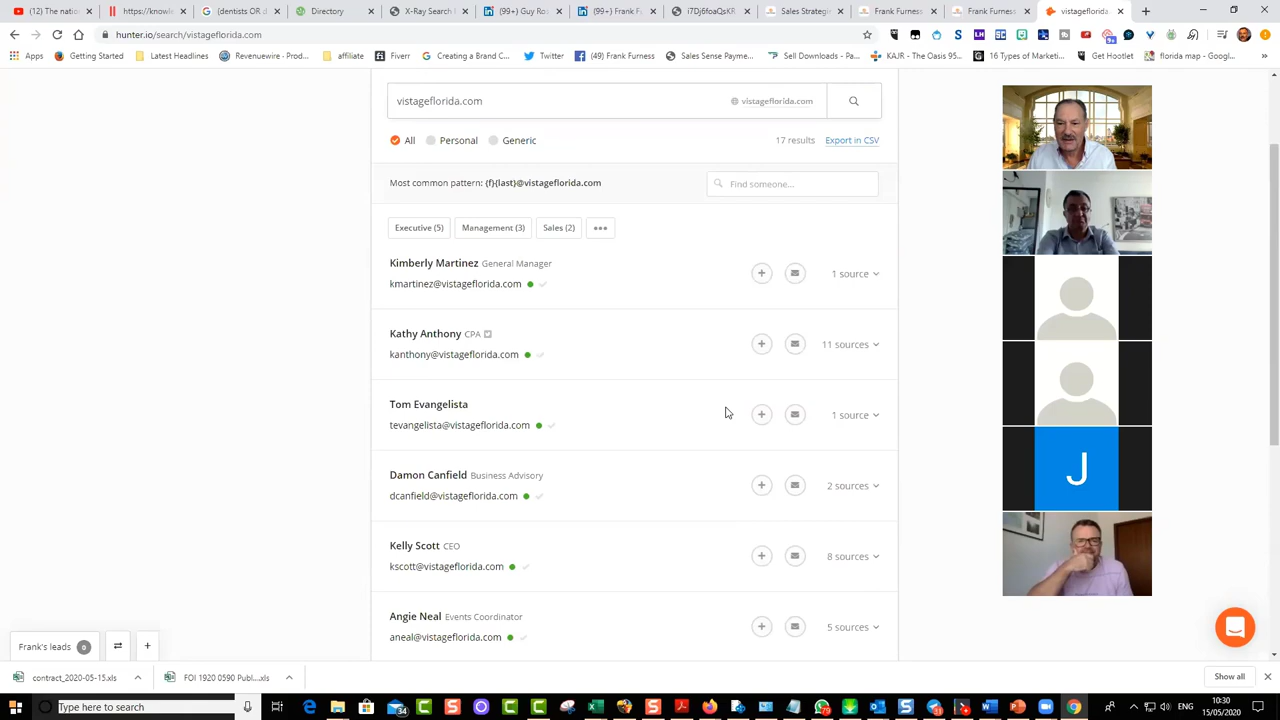 (12) The nation
https://knowle
(dentists OR d
Directory
X-Ray Search
(99+) Guy Ro
(99+) Frank Fu
i7Dj6foaQzKR
Sales Strategi
Frank Furness
Frank Furness
vistageflorida.c
hunter.io/search/vistageflorida.com
Apps
Getting Started
Latest Headlines
Revenuewire - Prod...
affiliate
Fiverr
Creating a Brand C...
Twitter
(49) Frank Furness
Sales Sense Payme...
Sell Downloads - Pa...
KAJR - The Oasis 95...
16 Types of Marketi...
Get Hootlet
florida map - Googl...
vistageflorida.com
vistageflorida.com
All
Personal
Generic
17 results
Export in CSV
Most common pattern: {f}{last}@vistageflorida.com
Find someone...
Executive (5)
Management (3)
Sales (2)
Kimberly Martinez General Manager
kmartinez@vistageflorida.com
1 source
Kathy Anthony CPA
kanthony@vistageflorida.com
11 sources
Tom Evangelista
tevangelista@vistageflorida.com
1 source
Damon Canfield Business Advisory
dcanfield@vistageflorida.com
2 sources
Kelly Scott CEO
kscott@vistageflorida.com
8 sources
Angie Neal Events Coordinator
aneal@vistageflorida.com
5 sources
J
Frank's leads 0
contract_2020-05-15.xls
FOI 1920 0590 Publ....xls
Show all
Type here to search
34
ENG
10:30
15/05/2020